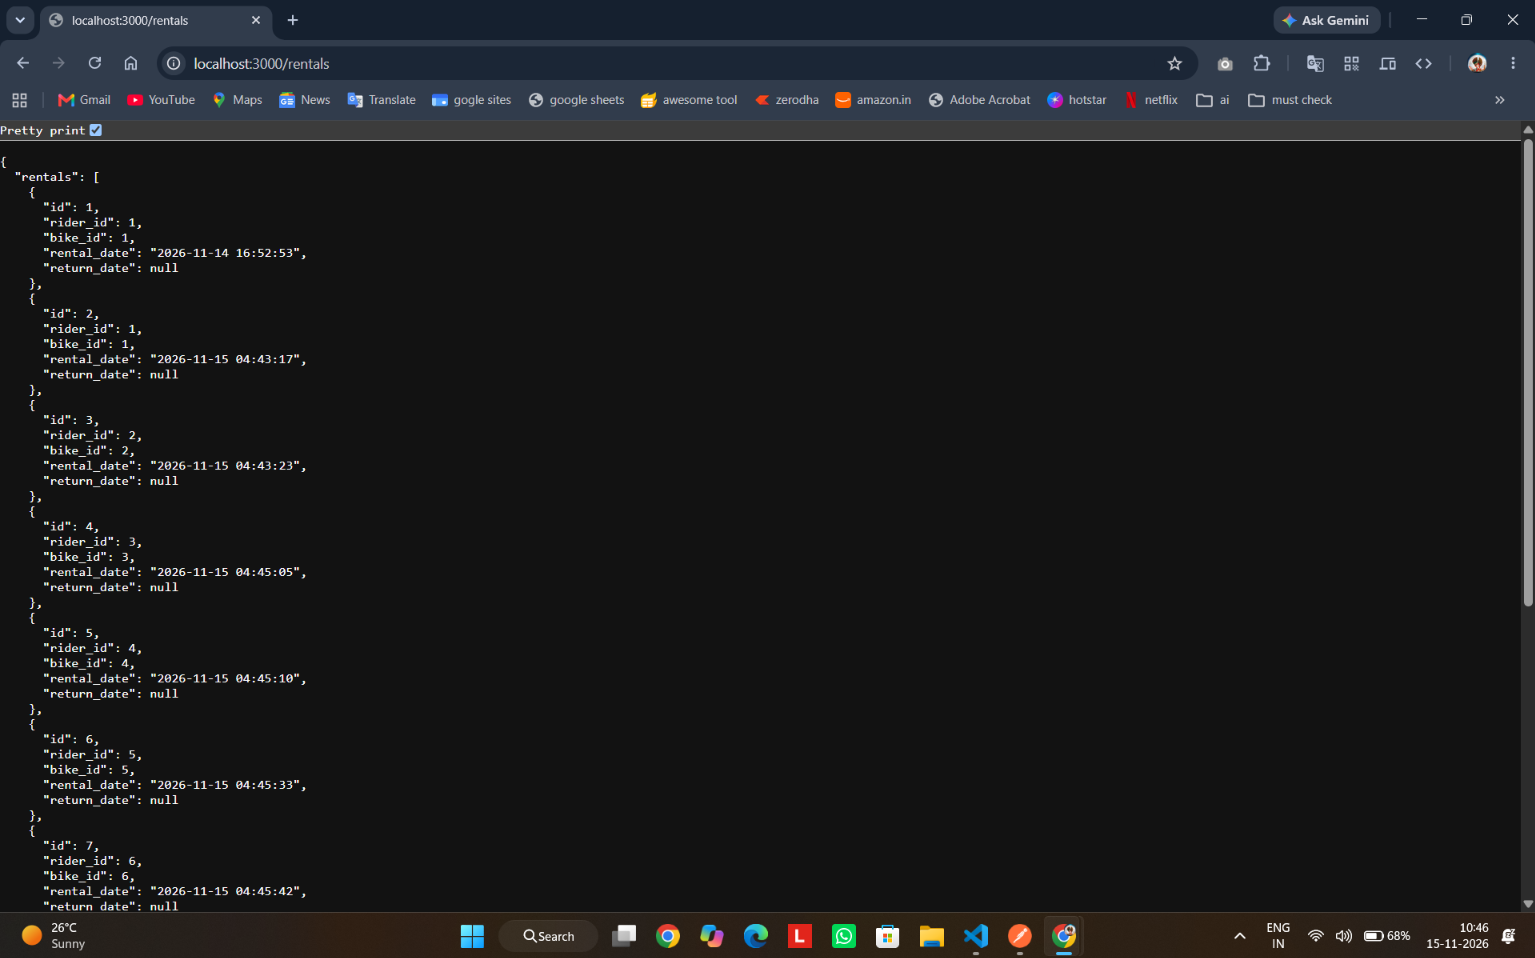 localhost:3000/rentals
Ask Gemini
localhost:3000/rentals
Gmail YouTube Maps News Translate gogle sites google sheets awesome tool zerodha amazon.in Adobe Acrobat hotstar netflix ai must check
Pretty print
{
"rentals": [
{
"id": 1,
"rider_id": 1,
"bike_id": 1,
"rental_date": "2026-11-14 16:52:53",
"return_date": null
},
{
"id": 2,
"rider_id": 1,
"bike_id": 1,
"rental_date": "2026-11-15 04:43:17",
"return_date": null
},
{
"id": 3,
"rider_id": 2,
"bike_id": 2,
"rental_date": "2026-11-15 04:43:23",
"return_date": null
},
{
"id": 4,
"rider_id": 3,
"bike_id": 3,
"rental_date": "2026-11-15 04:45:05",
"return_date": null
},
{
"id": 5,
"rider_id": 4,
"bike_id": 4,
"rental_date": "2026-11-15 04:45:10",
"return_date": null
},
{
"id": 6,
"rider_id": 5,
"bike_id": 5,
"rental_date": "2026-11-15 04:45:33",
"return_date": null
},
{
"id": 7,
"rider_id": 6,
"bike_id": 6,
"rental_date": "2026-11-15 04:45:42",
"return_date": null
26°C
Sunny
Search
L
ENG
IN
68%
10:46
15-11-2026